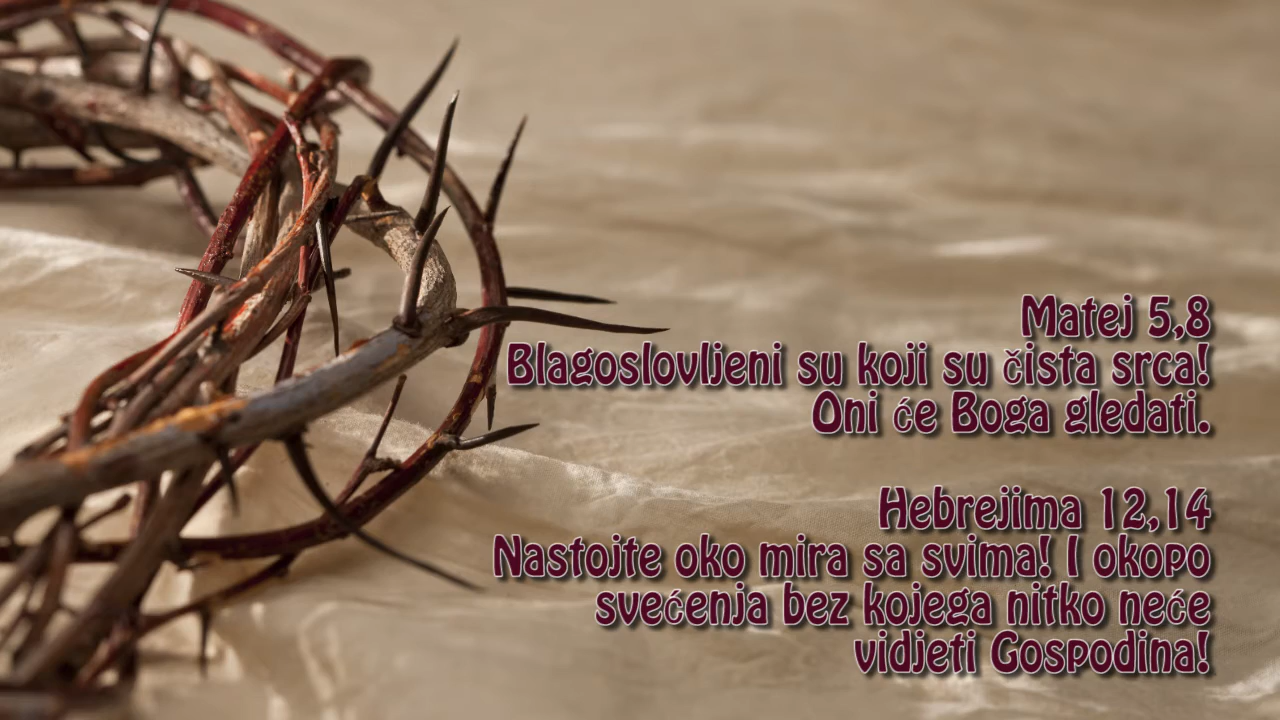 Matej 5,8
Blagoslovljeni su koji su čista srca!
Oni će Boga gledati.
Hebrejima 12,14
Nastojte oko mira sa svima! I okopo
svećenja bez kojega nitko neće
vidjeti Gospodina!